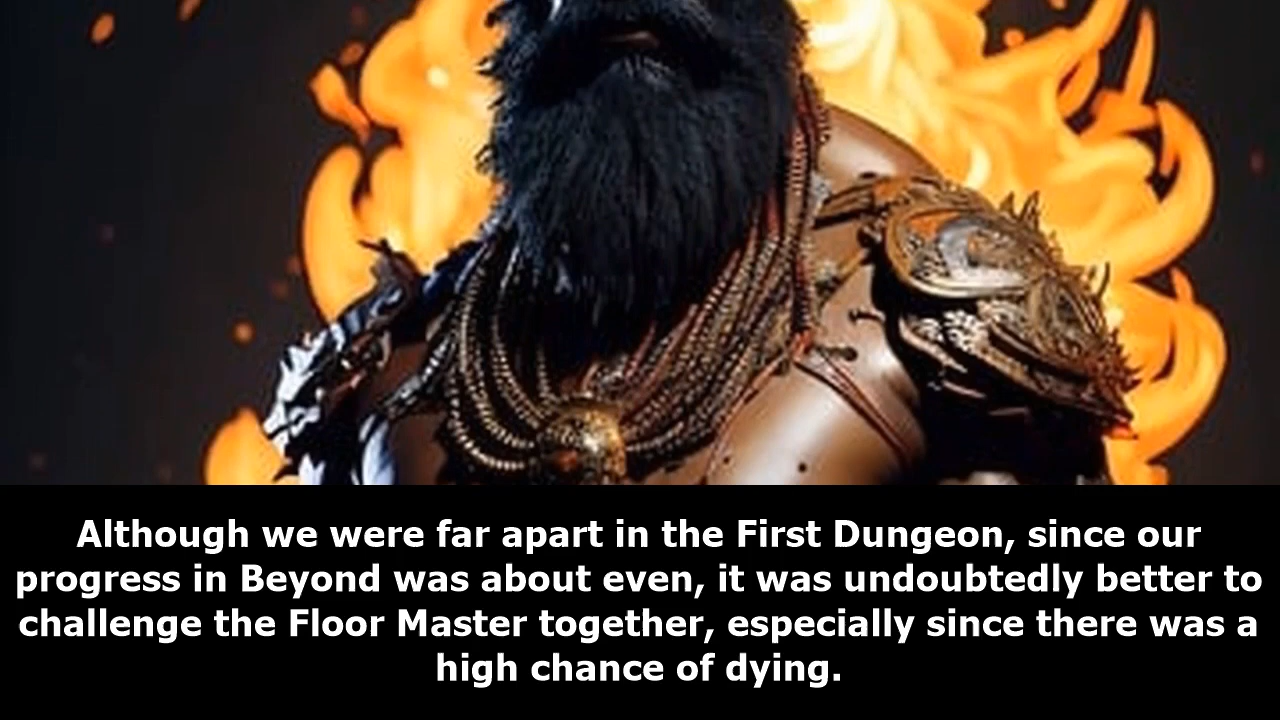 Although we were far apart in the First Dungeon, since our
progress in Beyond was about even, it was undoubtedly better to
challenge the Floor Master together, especially since there was a
high chance of dying.